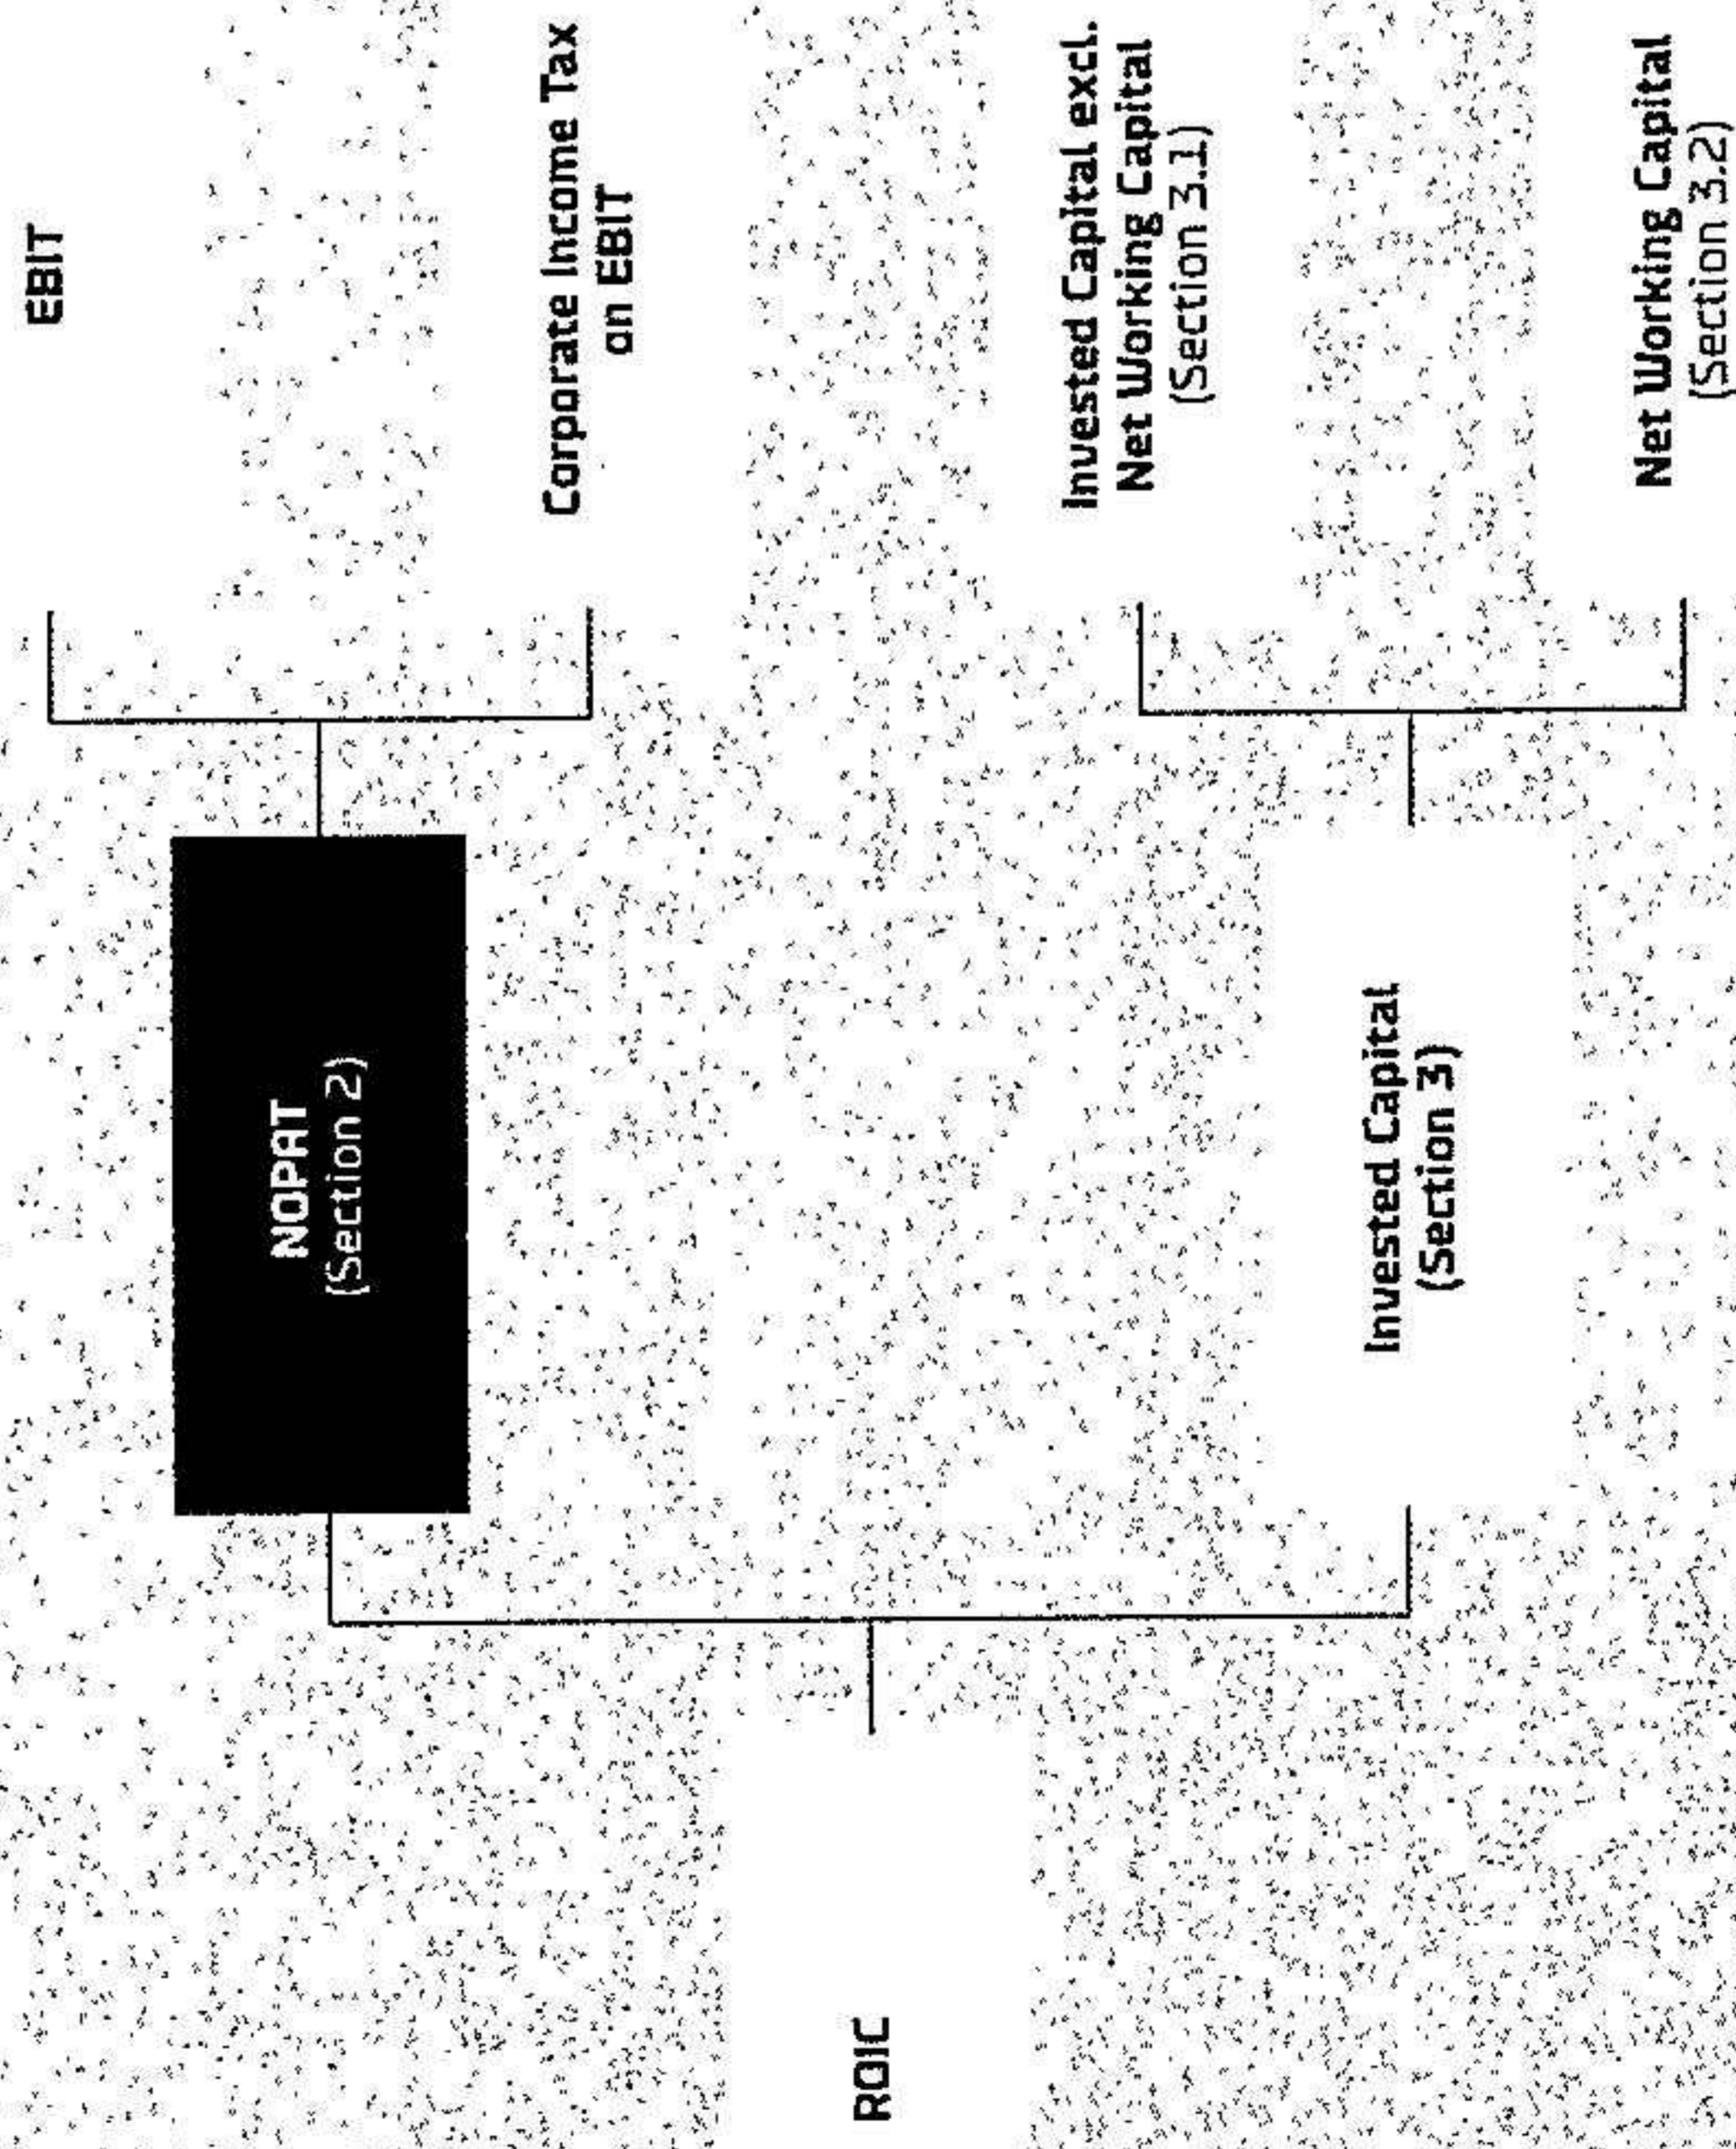 EBIT
NOPAT
(Section 2)
Corporate Income Tax
on EBIT
ROIC
Invested Capital excl.
Net Working Capital
(Section 3.1)
Invested Capital
(Section 3)
Net Working Capital
(Section 3.2)